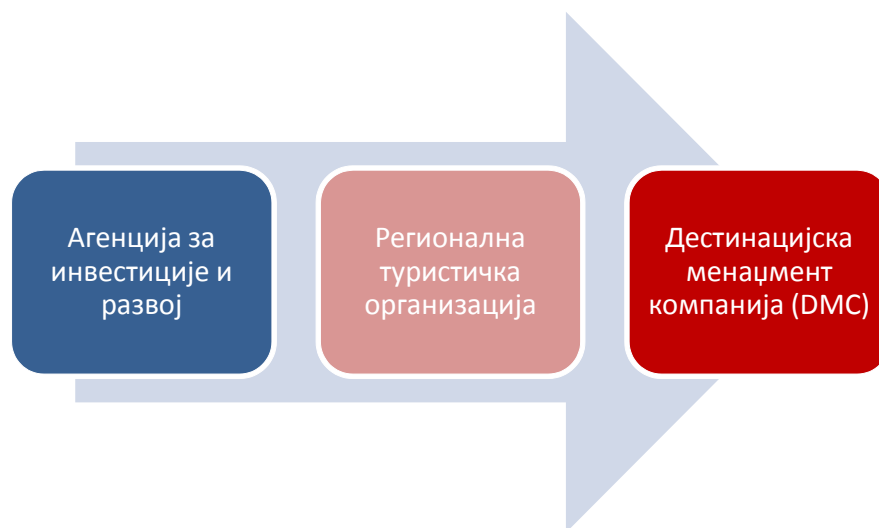 Агенција за
инвестиције и
развој
Регионална
туристичка
организација
Дестинацијска
менаџмент
компанија (DMC)